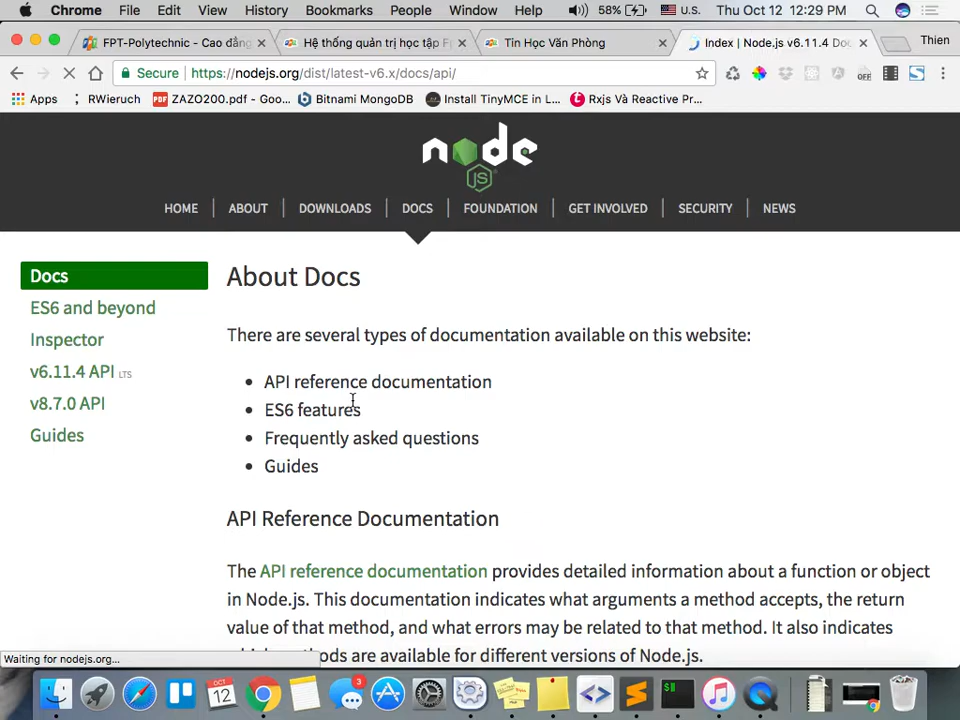 Chrome File Edit View History Bookmarks People Window Help 58% U.S. Thu Oct 12 12:29 PM
FPT-Polytechnic - Cao đẳng
Hệ thống quản trị học tập F
Tin Học Văn Phòng
Index | Node.js v6.11.4 Do
Thien
Secure https://nodejs.org/dist/latest-v6.x/docs/api/
OFF
Apps RWieruch ZAZO200.pdf - Goo... Bitnami MongoDB Install TinyMCE in L... Rxjs Và Reactive Pr...
node
JS
HOME ABOUT DOWNLOADS DOCS FOUNDATION GET INVOLVED SECURITY NEWS
Docs
ES6 and beyond
Inspector
v6.11.4 API LTS
v8.7.0 API
Guides
About Docs
There are several types of documentation available on this website:
API reference documentation
ES6 features
Frequently asked questions
Guides
API Reference Documentation
The API reference documentation provides detailed information about a function or object
in Node.js. This documentation indicates what arguments a method accepts, the return
value of that method, and what errors may be related to that method. It also indicates
which methods are available for different versions of Node.js.
Waiting for nodejs.org...
OCT
12
3